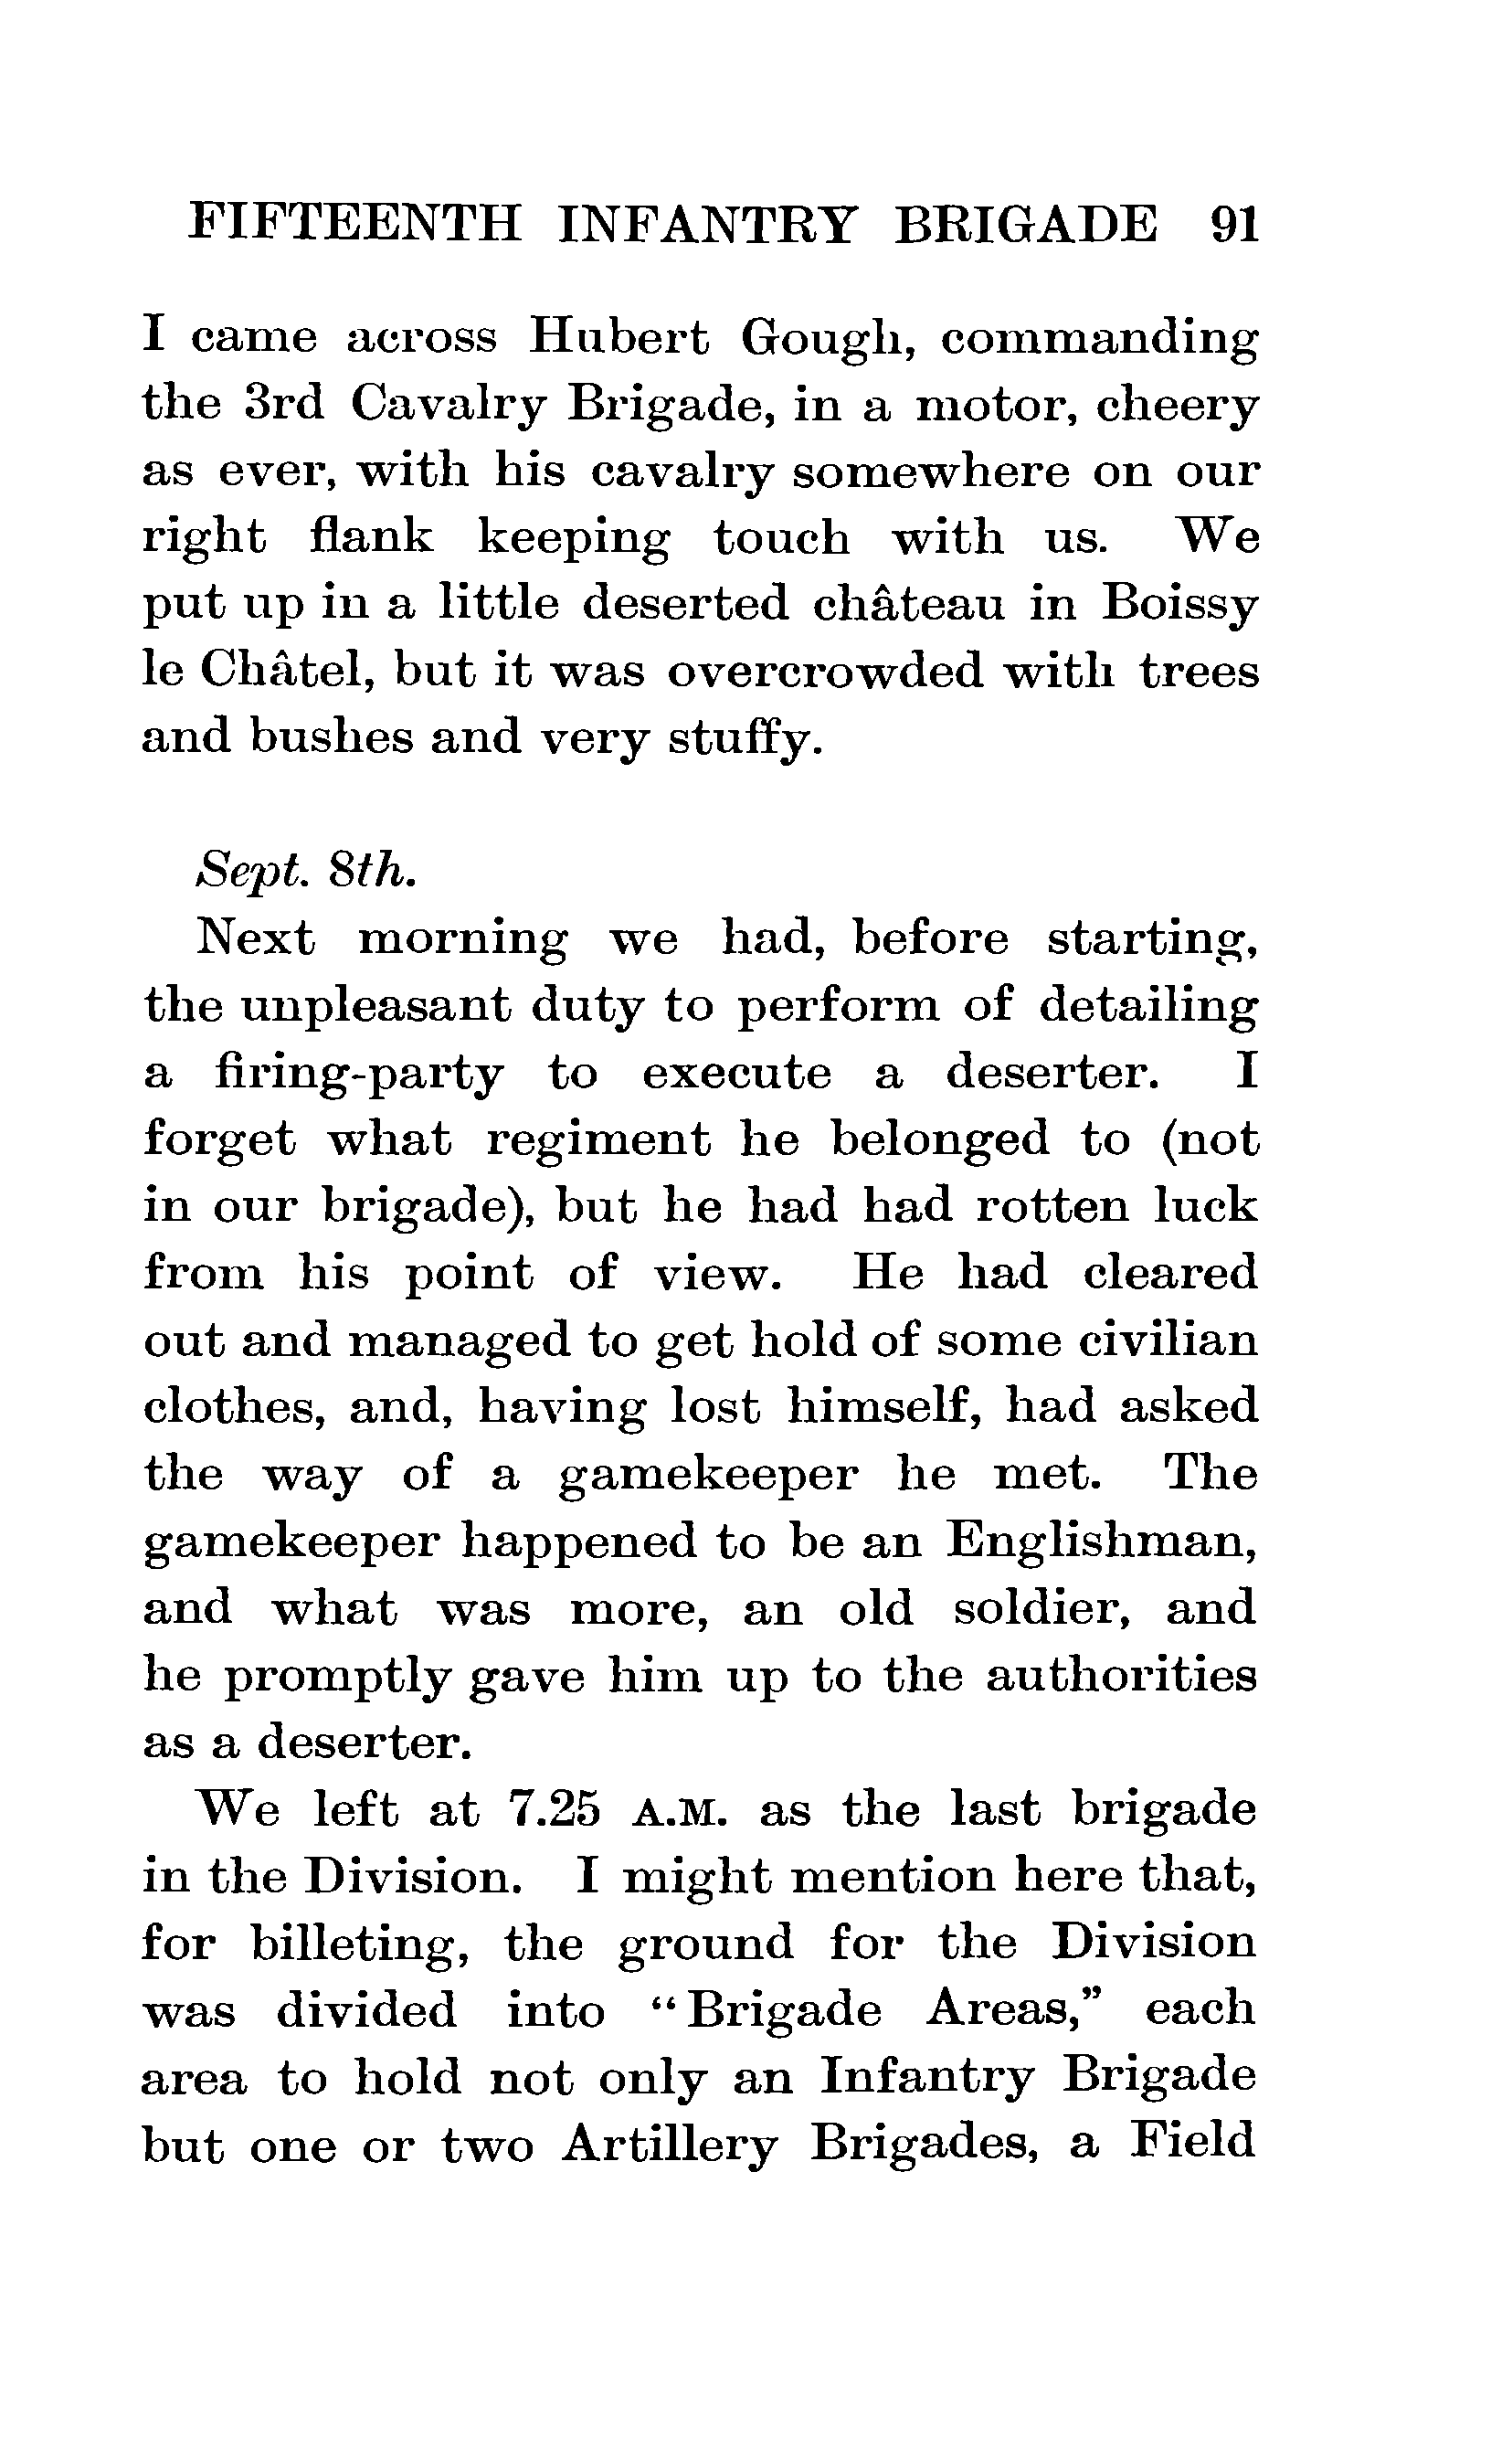 FIFTEENTH INFANTRY BRIGADE 91
I came across Hubert Gough, commanding
the 3rd Cavalry Brigade, in a motor, cheery
as ever, with his cavalry somewhere on our
right flank keeping touch with us. We
put up in a little deserted château in Boissy
le Châtel, but it was overcrowded with trees
and bushes and very stuffy.
Sept. 8th.
Next morning we had, before starting,
the unpleasant duty to perform of detailing
a firing-party to execute a deserter. I
forget what regiment he belonged to (not
in our brigade), but he had had rotten luck
from his point of view. He had cleared
out and managed to get hold of some civilian
clothes, and, having lost himself, had asked
the way of a gamekeeper he met. The
gamekeeper happened to be an Englishman,
and what was more, an old soldier, and
he promptly gave him up to the authorities
as a deserter.
We left at 7.25 A.M. as the last brigade
in the Division. I might mention here that,
for billeting, the ground for the Division
was divided into “Brigade Areas,” each
area to hold not only an Infantry Brigade
but one or two Artillery Brigades, a Field